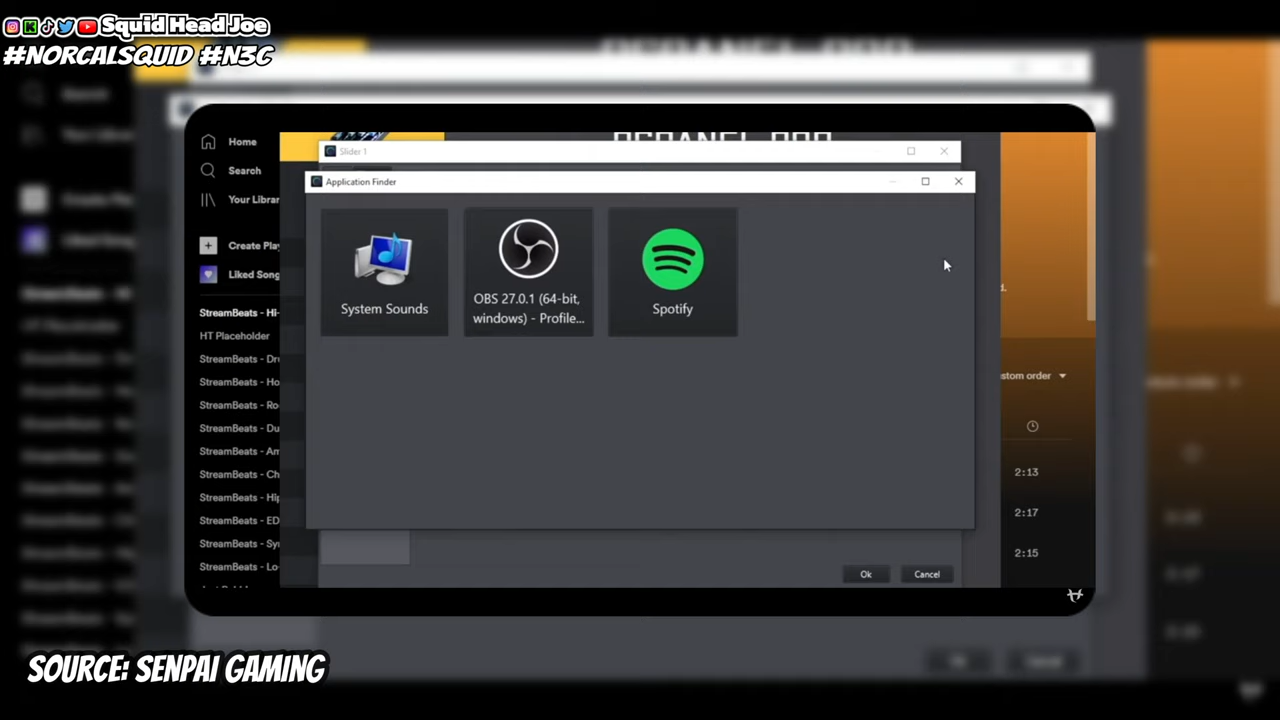 Squid Head Joe
#NORCALSQUID #N3C
Home
Search
Your Librar
Create Play
Liked Song
StreamBeats - Hi-
HT Placeholder
StreamBeats - Dr
StreamBeats - Ho
StreamBeats - Ro
StreamBeats - Du
StreamBeats - Am
StreamBeats - Ch
StreamBeats - Hip
StreamBeats - ED
StreamBeats - Syn
StreamBeats - Lo-
Slider 1
Application Finder
System Sounds
OBS 27.0.1 (64-bit,
windows) - Profile...
Spotify
stom order
2:13
2:17
2:15
Ok
Cancel
SOURCE: SENPAI GAMING